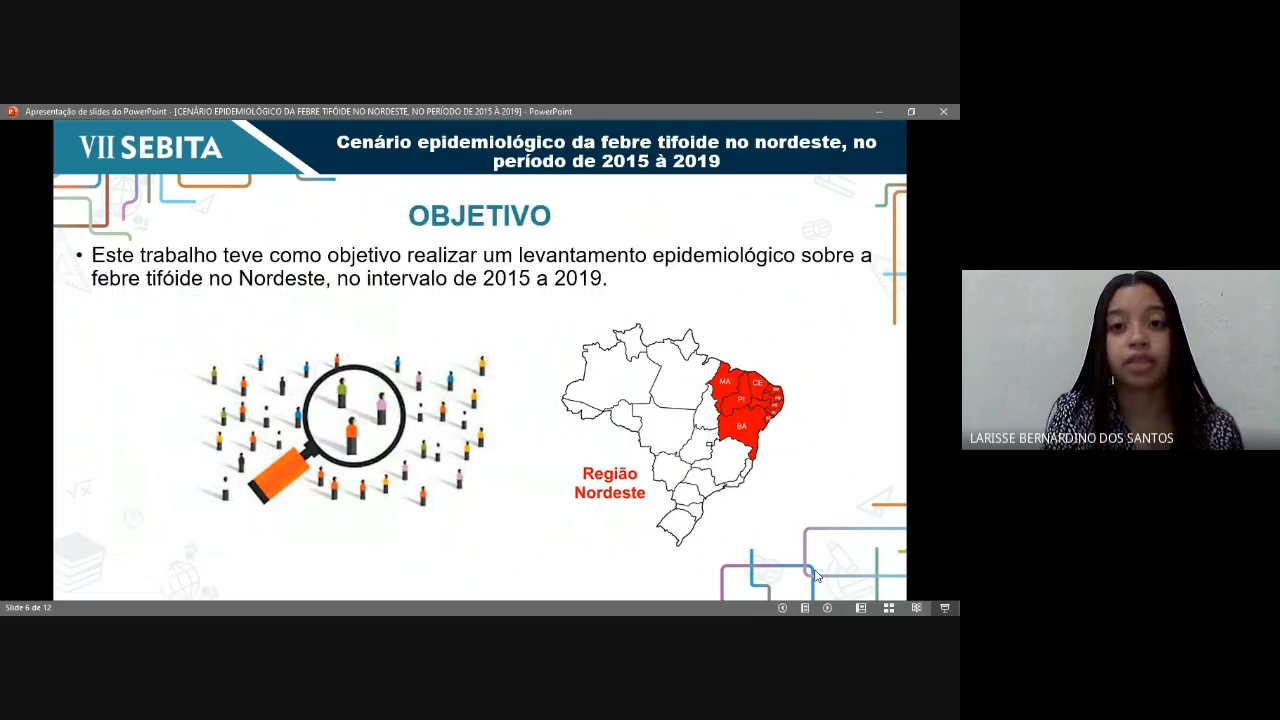 Apresentação de slides do PowerPoint - [CENÁRIO EPIDEMIOLÓGICO DA FEBRE TIFÓIDE NO NORDESTE, NO PERÍODO DE 2015 À 2019] - PowerPoint
VII SEBITA
Cenário epidemiológico da febre tifoide no nordeste, no
período de 2015 à 2019
OBJETIVO
• Este trabalho teve como objetivo realizar um levantamento epidemiológico sobre a
febre tifóide no Nordeste, no intervalo de 2015 a 2019.
MA
CE
PI
BA
Região
Nordeste
LARISSE BERNARDINO DOS SANTOS
Slide 6 de 12